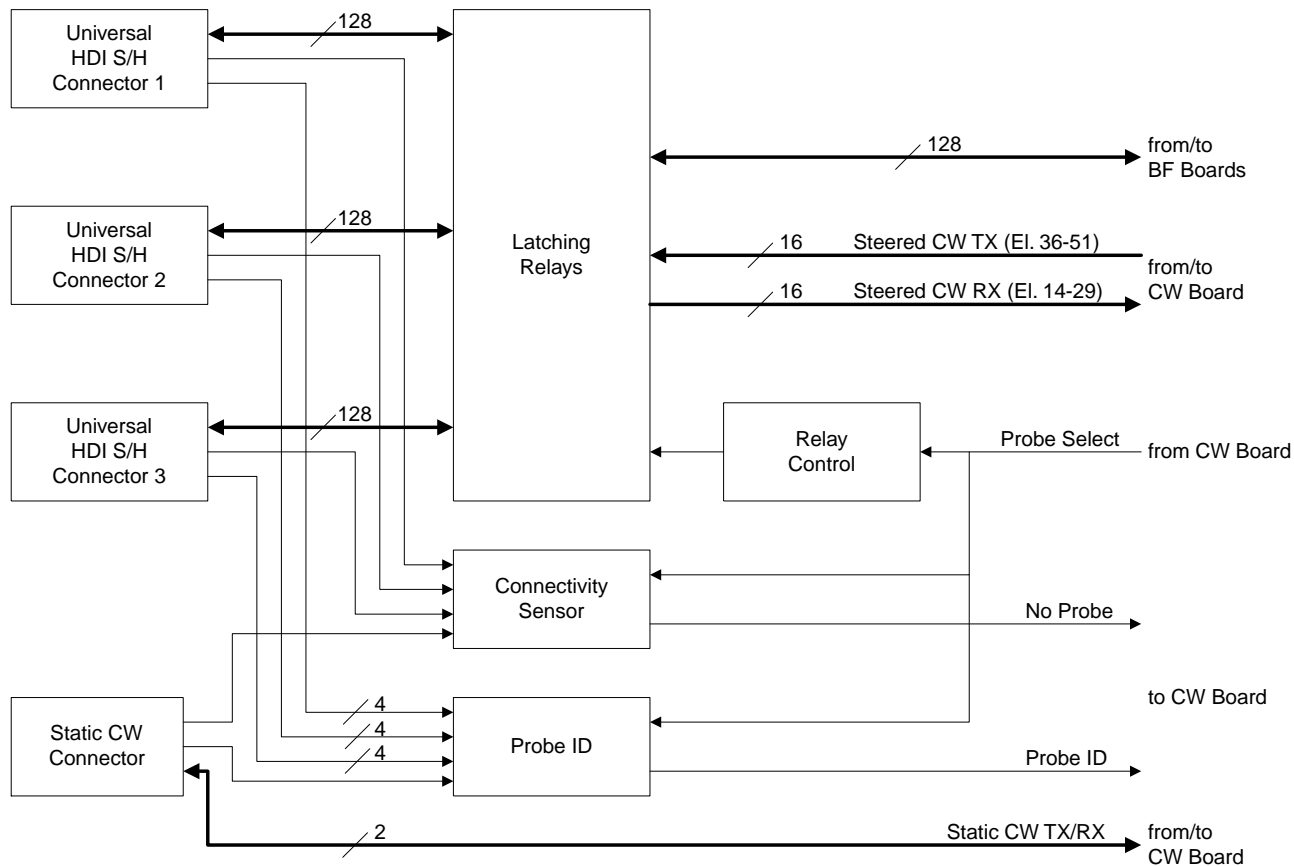 Universal
HDI S/H
Connector 1
128
Universal
HDI S/H
Connector 2
128
Universal
HDI S/H
Connector 3
128
Latching
Relays
128
from/to
BF Boards
16 Steered CW TX (El. 36-51)
16 Steered CW RX (El. 14-29)
from/to
CW Board
Relay
Control
Probe Select
from CW Board
Connectivity
Sensor
No Probe
to CW Board
Static CW
Connector
4
4
4
Probe ID
Probe ID
2
Static CW TX/RX
from/to
CW Board